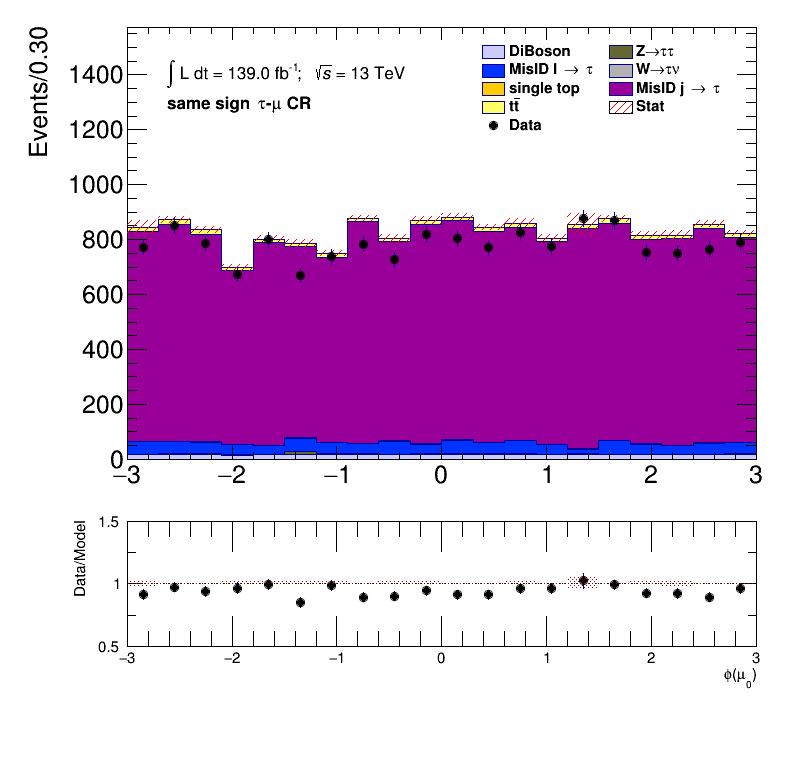 Events/0.30
∫ L dt = 139.0 fb⁻¹; √s = 13 TeV
same sign τ-μ CR
DiBoson
MisID l → τ
single top
tt̄
Data
Z→ττ
W→τν
MisID j → τ
Stat
1400
1200
1000
800
600
400
200
0
−3 −2 −1 0 1 2 3
Data/Model
1.5
1
0.5
−3 −2 −1 0 1 2 3
ϕ(μ₀)